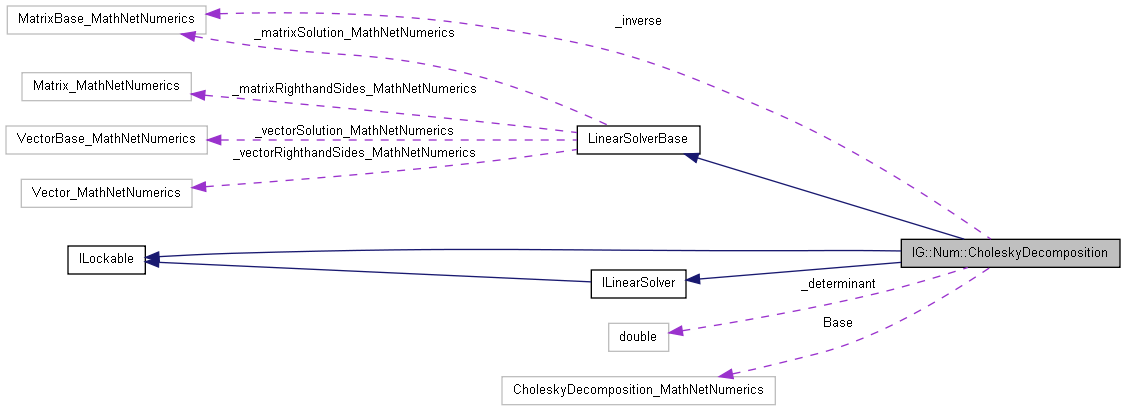 MatrixBase_MathNetNumerics
_inverse
_matrixSolution_MathNetNumerics
Matrix_MathNetNumerics
_matrixRighthandSides_MathNetNumerics
VectorBase_MathNetNumerics
_vectorSolution_MathNetNumerics
LinearSolverBase
_vectorRighthandSides_MathNetNumerics
Vector_MathNetNumerics
ILockable
IG::Num::CholeskyDecomposition
ILinearSolver
_determinant
double
Base
CholeskyDecomposition_MathNetNumerics